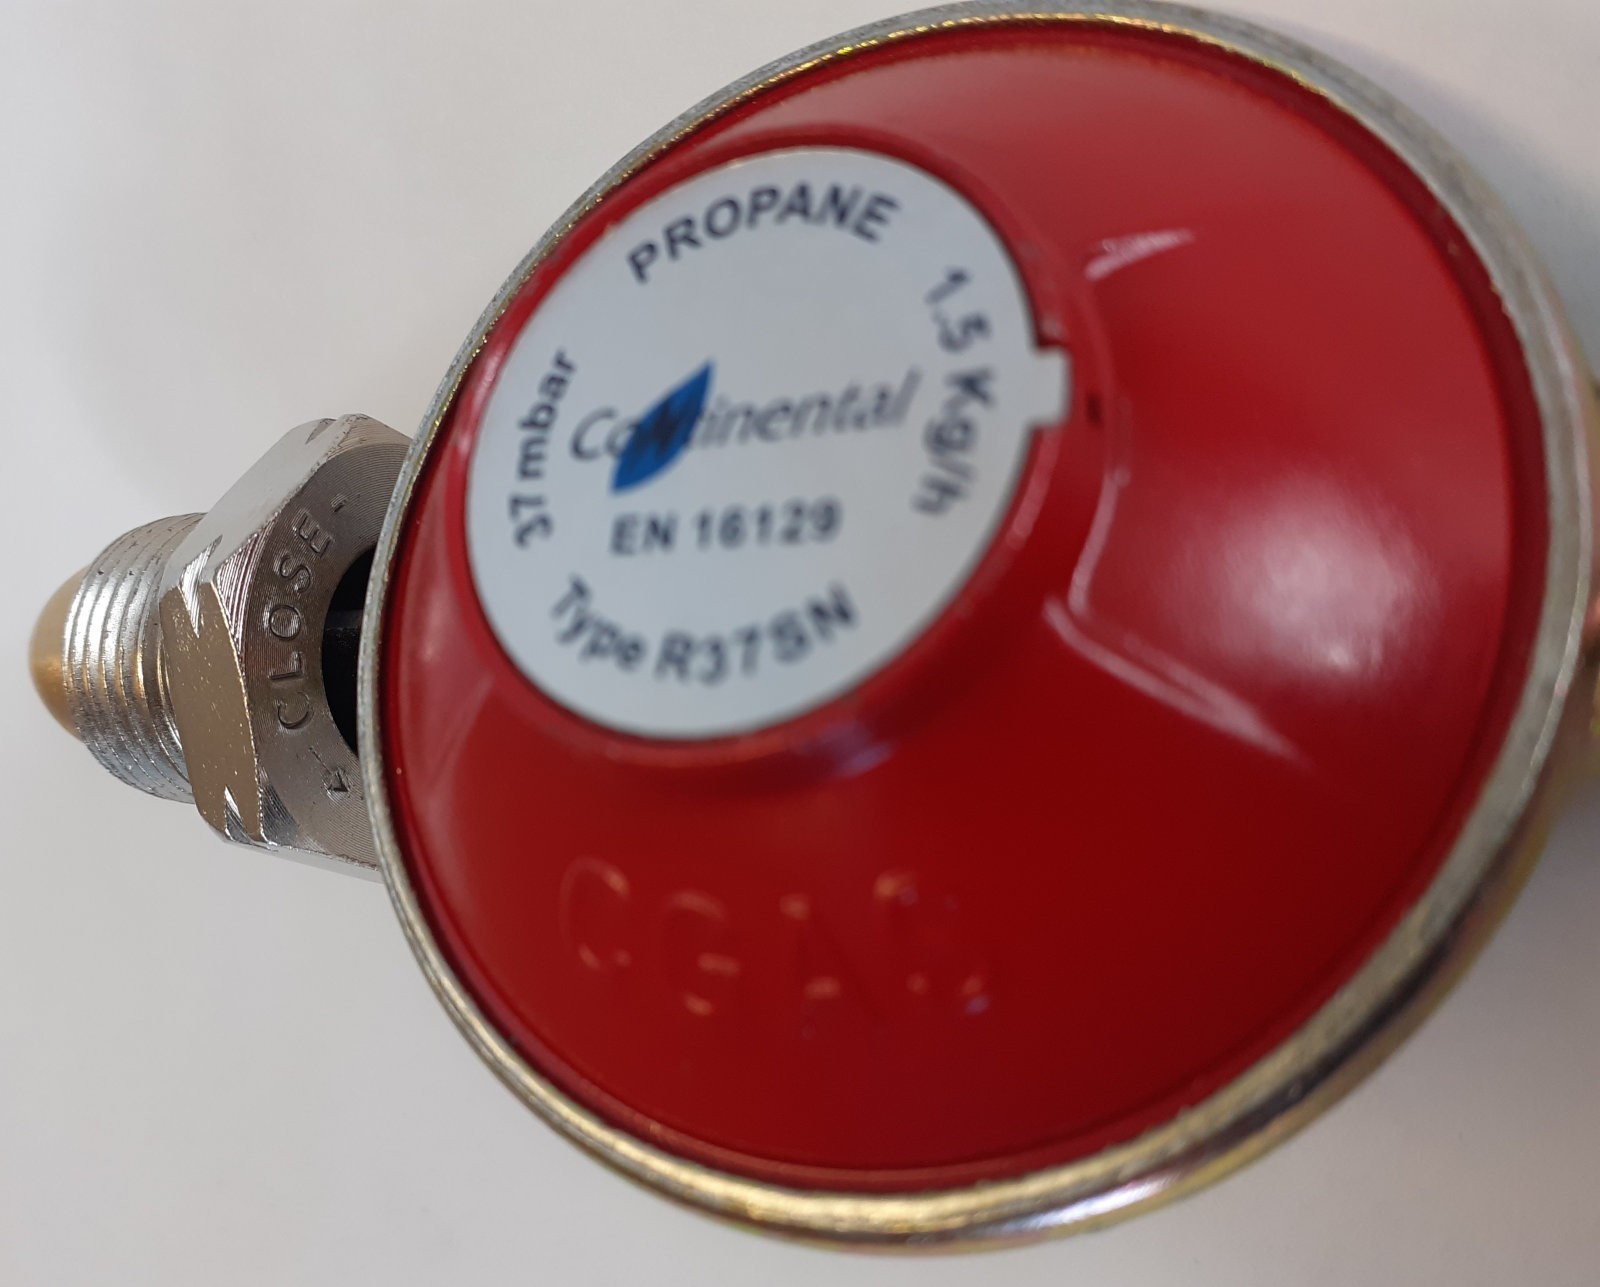 PROPANE
1.5 Kg/h
37 mbar
Continental
EN 16129
Type R37SN
CLOSE